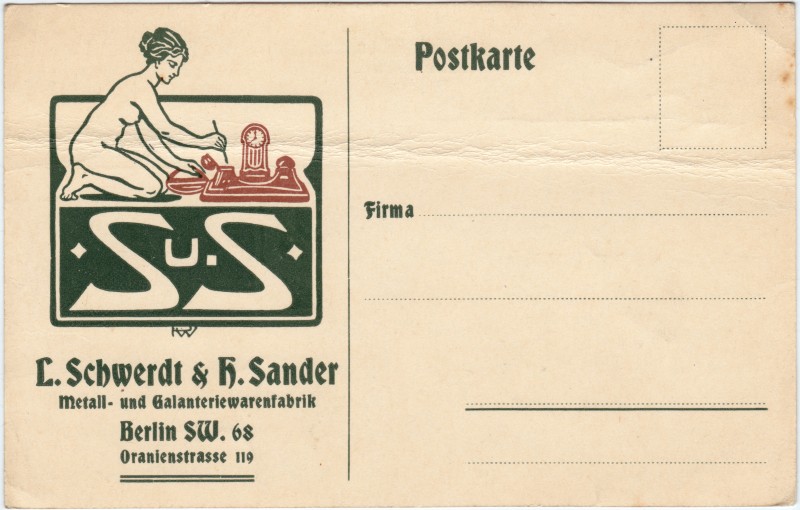 S u. S
L. Schwerdt & H. Sander
Metall- und Galanteriewarenfabrik
Berlin SW. 68
Oranienstrasse 119
Postkarte
Firma